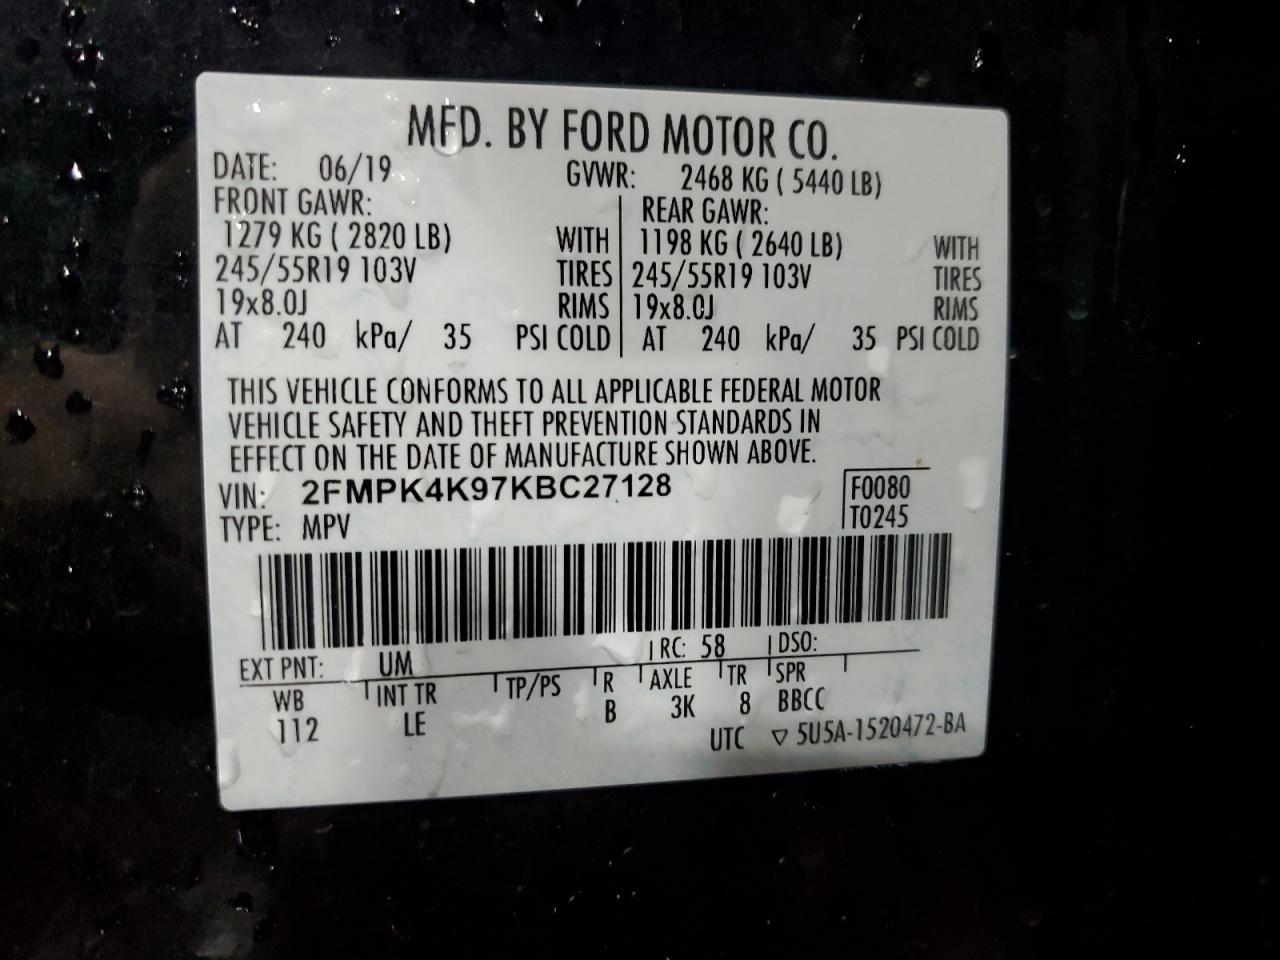 MFD. BY FORD MOTOR CO.
DATE: 06/19 GVWR: 2468 KG ( 5440 LB)
FRONT GAWR: REAR GAWR:
1279 KG ( 2820 LB) WITH 1198 KG ( 2640 LB) WITH
245/55R19 103V TIRES 245/55R19 103V TIRES
19x8.0J RIMS 19x8.0J RIMS
AT 240 kPa/ 35 PSI COLD AT 240 kPa/ 35 PSI COLD
THIS VEHICLE CONFORMS TO ALL APPLICABLE FEDERAL MOTOR
VEHICLE SAFETY AND THEFT PREVENTION STANDARDS IN
EFFECT ON THE DATE OF MANUFACTURE SHOWN ABOVE.
VIN: 2FMPK4K97KBC27128 F0080
TYPE: MPV T0245
EXT PNT: UM RC: 58 DSO:
WB INT TR TP/PS R AXLE TR SPR
112 LE B 3K 8 BBCC
UTC ▽ 5U5A-1520472-BA